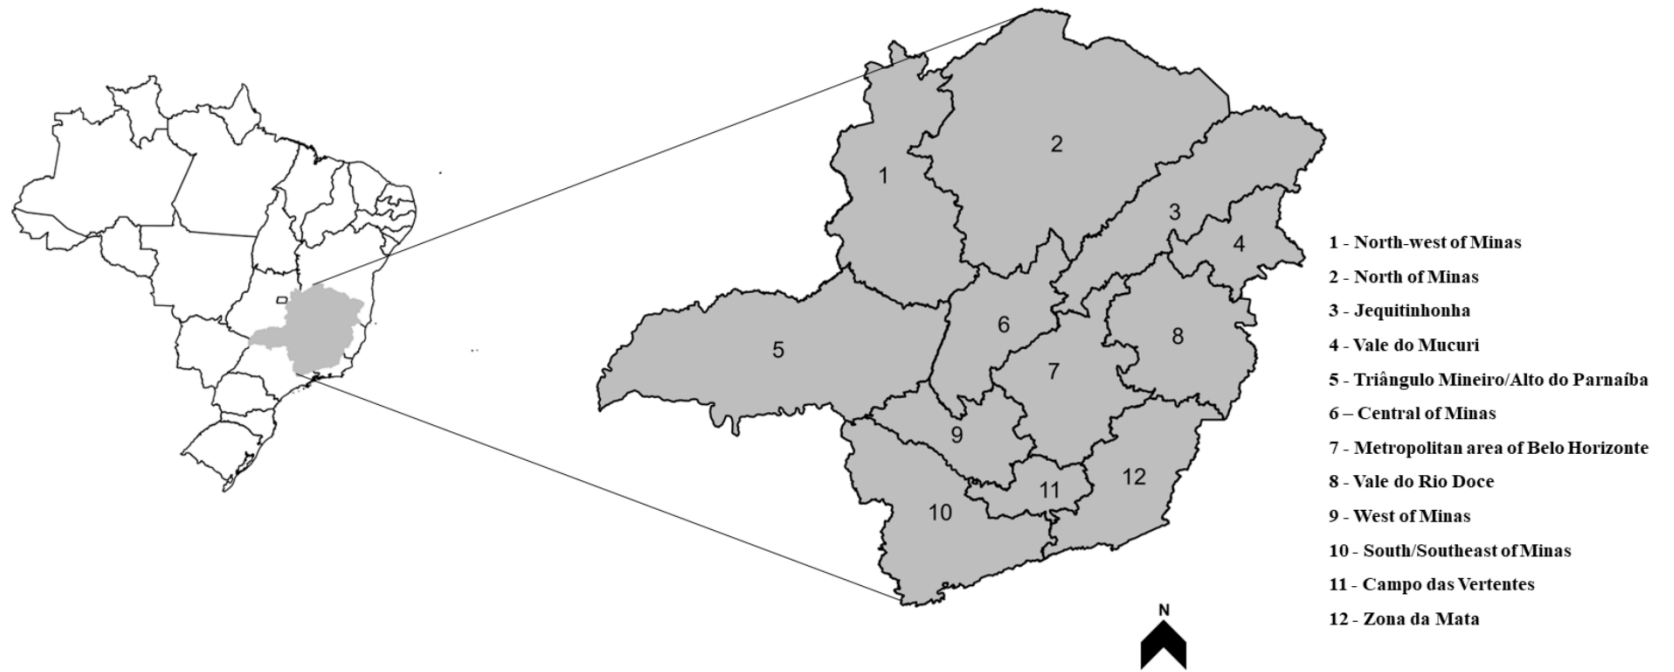 2
1
3
4
6
5
8
7
9
12
11
10
1 - North-west of Minas
2 - North of Minas
3 - Jequitinhonha
4 - Vale do Mucuri
5 - Triângulo Mineiro/Alto do Parnaíba
6 – Central of Minas
7 - Metropolitan area of Belo Horizonte
8 - Vale do Rio Doce
9 - West of Minas
10 - South/Southeast of Minas
11 - Campo das Vertentes
12 - Zona da Mata
N